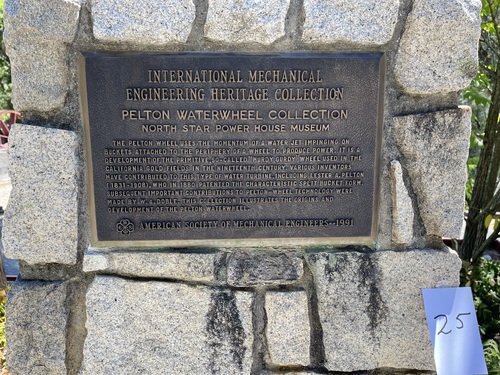 INTERNATIONAL MECHANICAL
ENGINEERING HERITAGE COLLECTION
PELTON WATERWHEEL COLLECTION
NORTH STAR POWER HOUSE MUSEUM
THE PELTON WHEEL USES THE MOMENTUM OF A WATER JET IMPINGING ON
BUCKETS ATTACHED TO THE PERIPHERY OF A WHEEL TO PRODUCE POWER. IT IS A
DEVELOPMENT OF THE PRIMITIVE, SO-CALLED "HURDY GURDY" WHEEL USED IN THE
CALIFORNIA GOLD FIELDS IN THE NINETEENTH CENTURY. VARIOUS INVENTORS
HAVE CONTRIBUTED TO THIS TYPE OF WATER TURBINE, INCLUDING LESTER A. PELTON
(1831-1908), WHO IN 1880 PATENTED THE CHARACTERISTIC SPLIT BUCKET FORM.
ADDED IMPORTANT CONTRIBUTIONS TO PELTON-WHEEL TECHNOLOGY WERE
MADE BY W. A. DOBLE. THIS COLLECTION ILLUSTRATES THE ORIGINS AND
DEVELOPMENT OF THE PELTON WATERWHEEL.
AMERICAN SOCIETY OF MECHANICAL ENGINEERS--1991
25